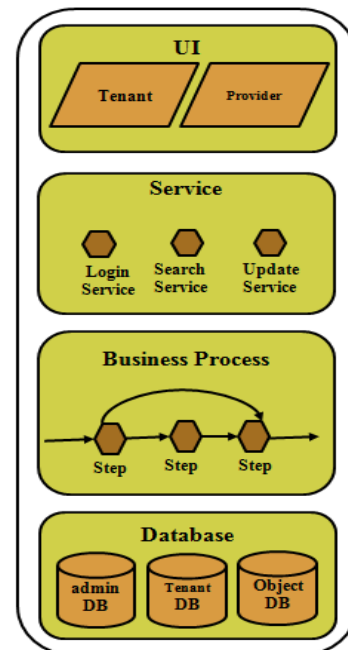 UI
Tenant
Provider
Service
Login
Service
Search
Service
Update
Service
Business Process
Step
Step
Step
Database
admin
DB
Tenant
DB
Object
DB